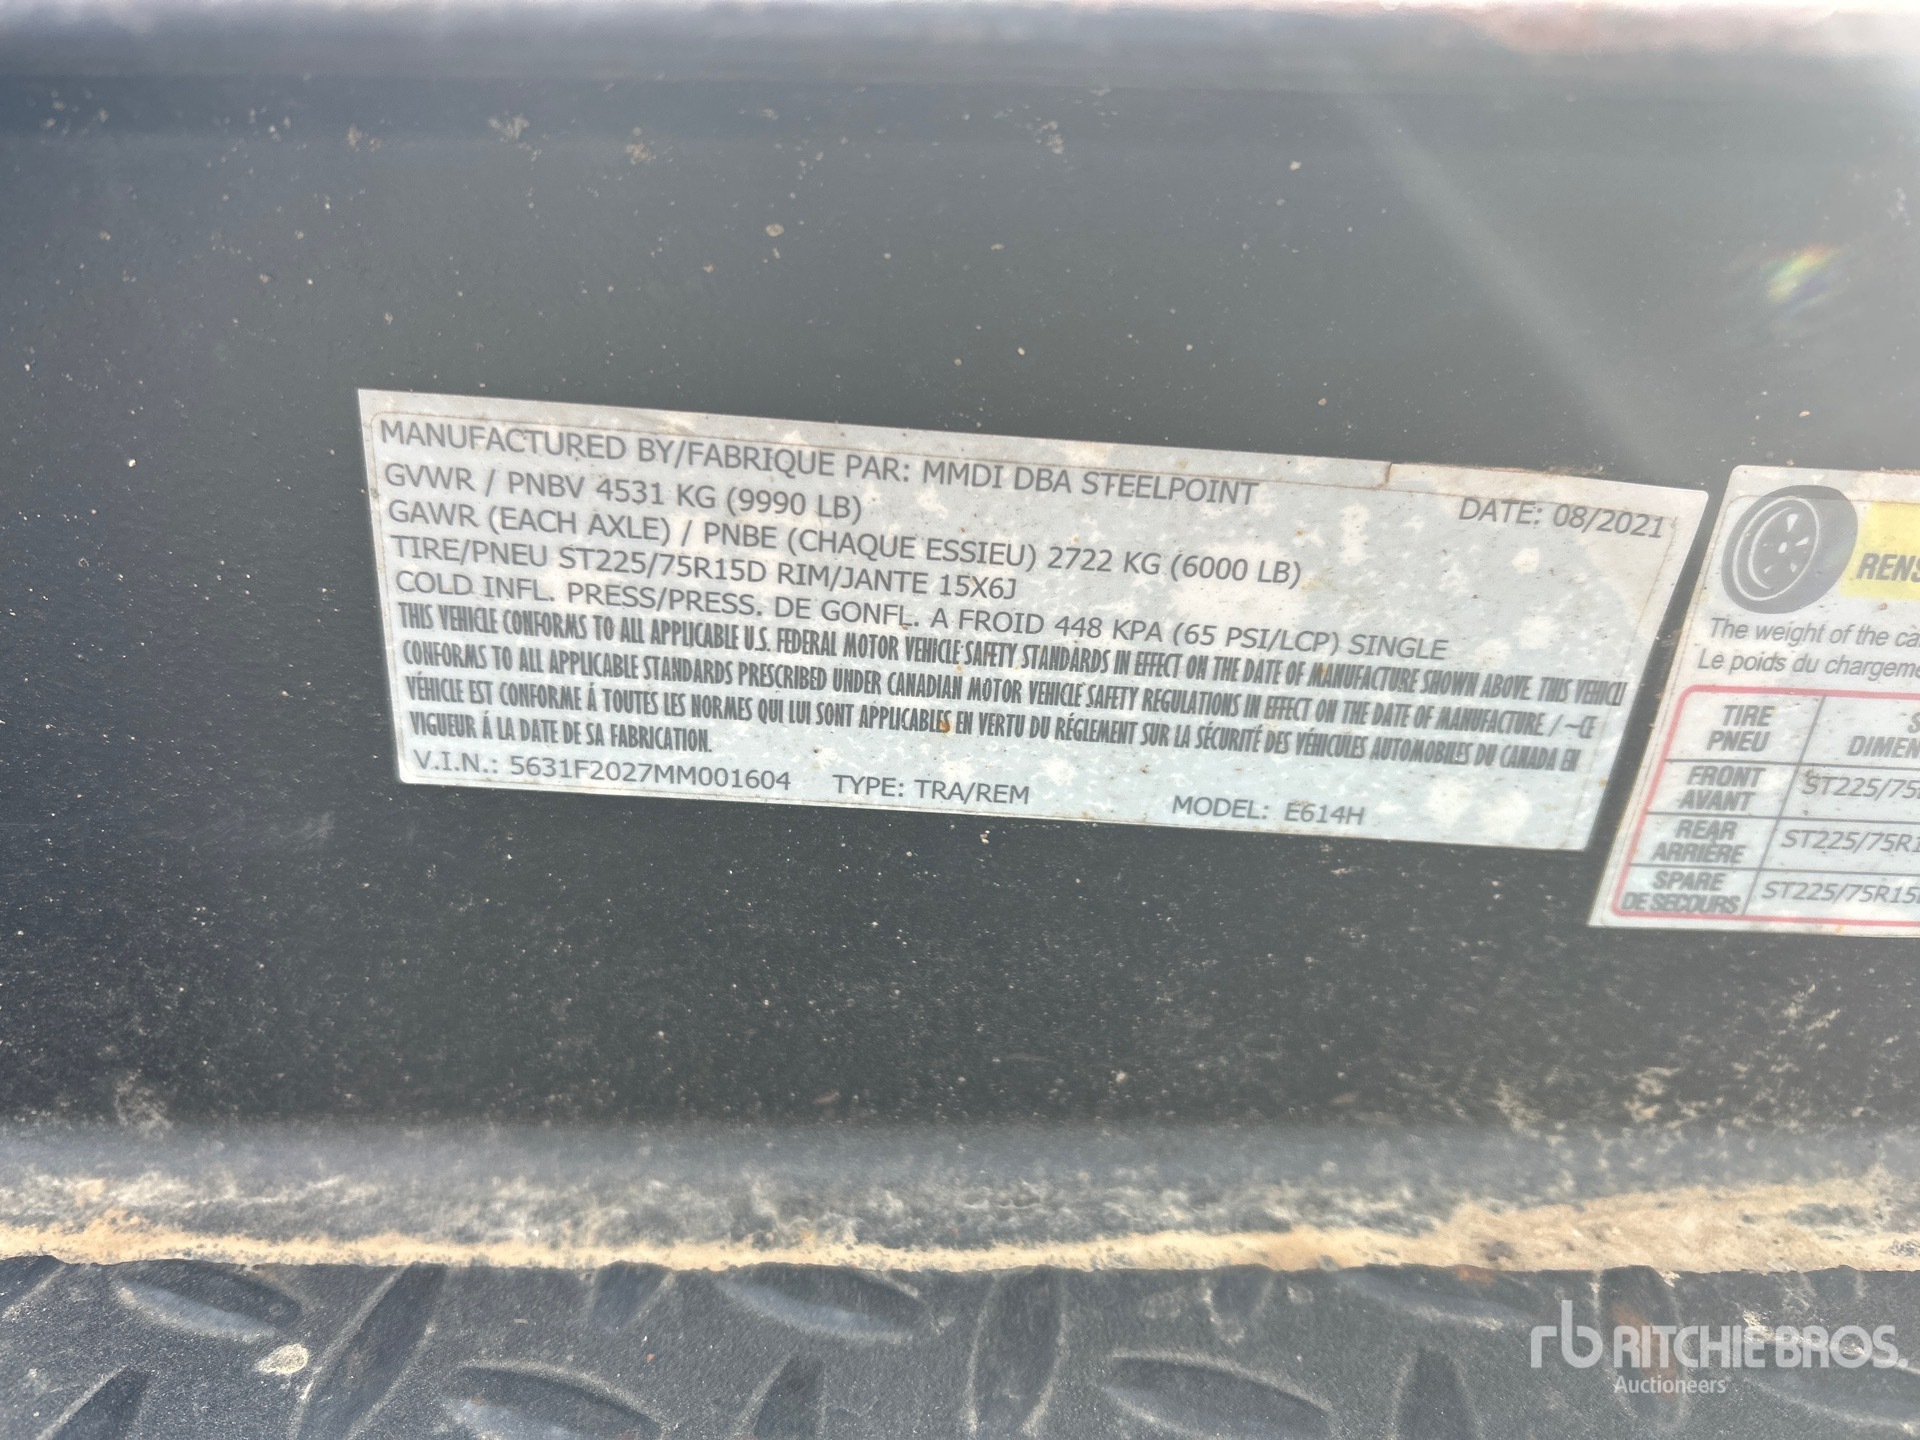 MANUFACTURED BY/FABRIQUE PAR: MMDI DBA STEELPOINT
DATE: 08/2021
GVWR / PNBV 4531 KG (9990 LB)
GAWR (EACH AXLE) / PNBE (CHAQUE ESSIEU) 2722 KG (6000 LB)
TIRE/PNEU ST225/75R15D RIM/JANTE 15X6J
COLD INFL. PRESS/PRESS. DE GONFL. A FROID 448 KPA (65 PSI/LCP) SINGLE
THIS VEHICLE CONFORMS TO ALL APPLICABLE U.S. FEDERAL MOTOR VEHICLE SAFETY STANDARDS IN EFFECT ON THE DATE OF MANUFACTURE SHOWN ABOVE. THIS VEHICLE
CONFORMS TO ALL APPLICABLE STANDARDS PRESCRIBED UNDER CANADIAN MOTOR VEHICLE SAFETY REGULATIONS IN EFFECT ON THE DATE OF MANUFACTURE / ~CE
VÉHICLE EST CONFORME Á TOUTES LES NORMES QUI LUI SONT APPLICABLES EN VERTU DU RÉGLEMENT SUR LA SÉCURITÉ DES VÉHICULES AUTOMOBILES DU CANADA EN
VIGUEUR Á LA DATE DE SA FABRICATION.
V.I.N.: 5631F2027MM001604 TYPE: TRA/REM MODEL: E614H
RENS
The weight of the ca
Le poids du chargeme
TIRE
PNEU
S
DIMEN
FRONT
AVANT
ST225/75
REAR
ARRIÈRE
ST225/75R1
SPARE
DE SECOURS
ST225/75R15
rb RITCHIE BROS.
Auctioneers